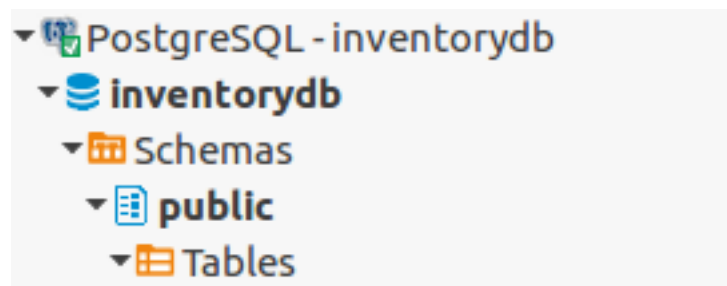 PostgreSQL - inventorydb
inventorydb
Schemas
public
Tables